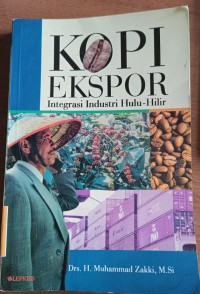 KOPI
EKSPOR
Integrasi Industri Hulu-Hilir
Drs. H. Muhammad Zakki, M.Si